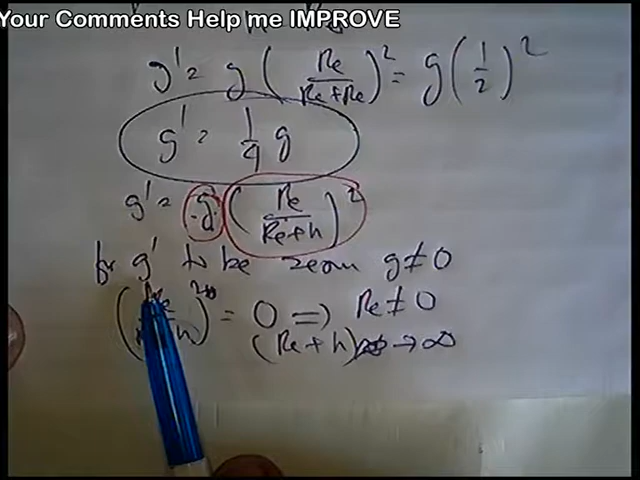 Your Comments Help me IMPROVE
g' = g ( Re / Re+Re )² = g ( 1/2 )²
g' = 1/4 g
g' = g ( Re / Re+h )²
for g' to be zero g ≠ 0
( )² = 0 ⇒ Re ≠ 0
(Re+h) → ∞